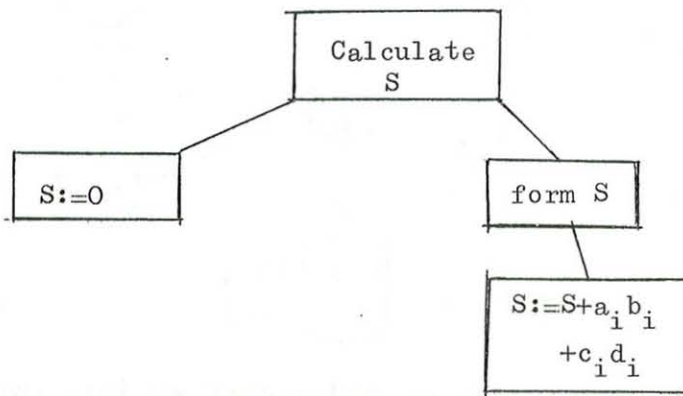 Calculate
S
S:=0
form S
S:=S+a_i b_i
+c_i d_i